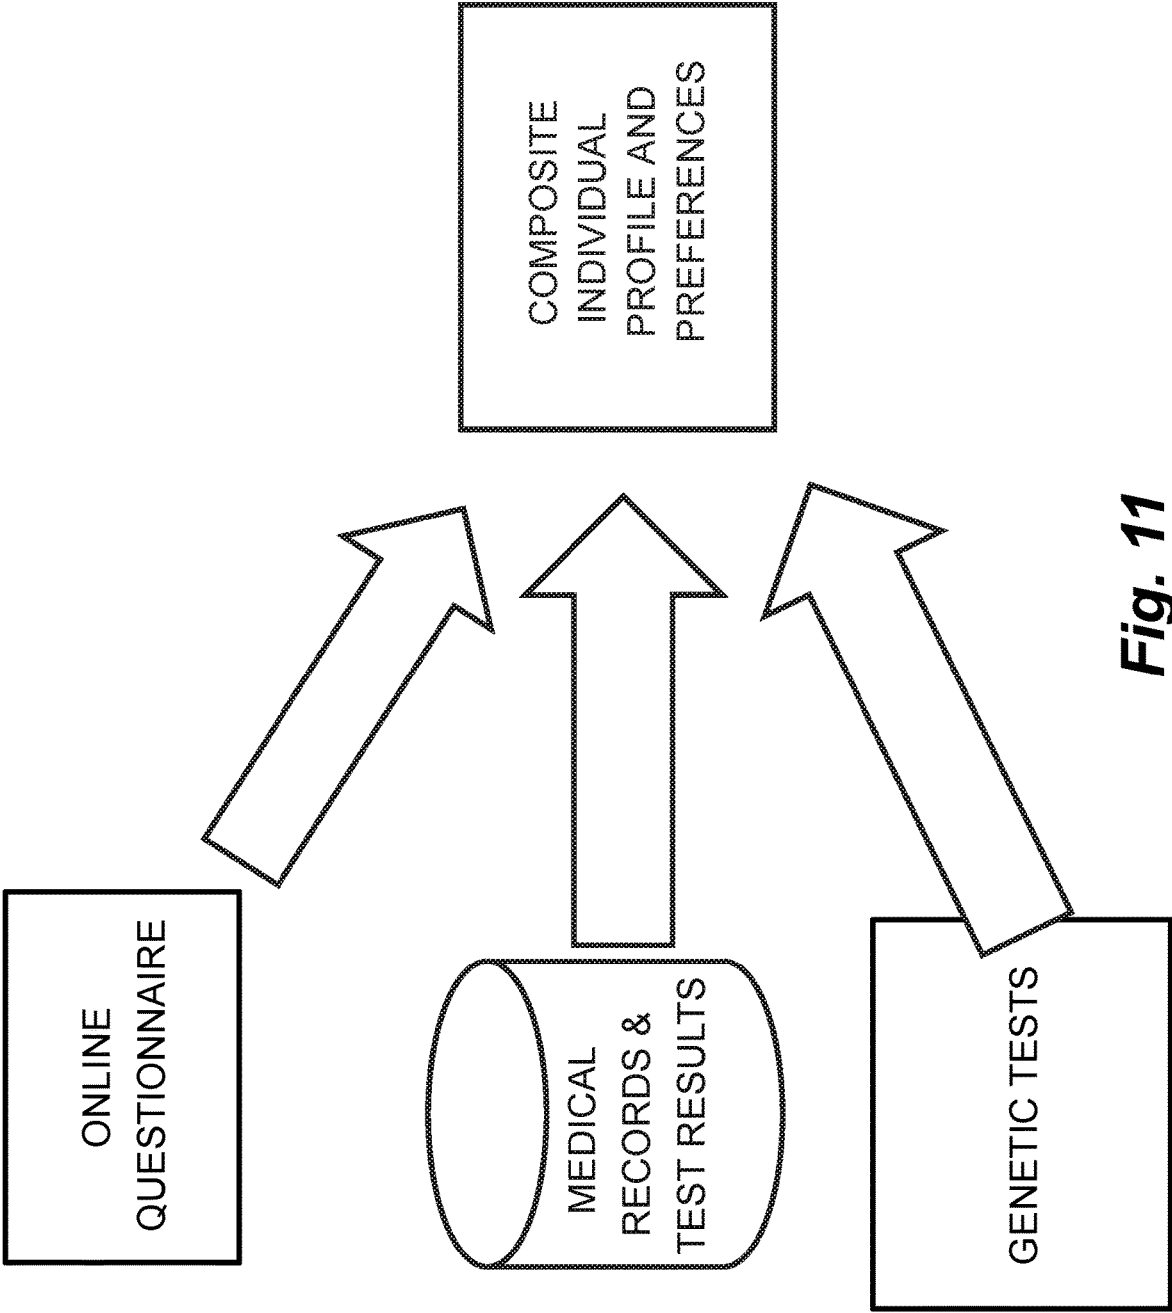 ONLINE
QUESTIONNAIRE
MEDICAL
RECORDS &
TEST RESULTS
GENETIC TESTS
COMPOSITE
INDIVIDUAL
PROFILE AND
PREFERENCES
Fig. 11